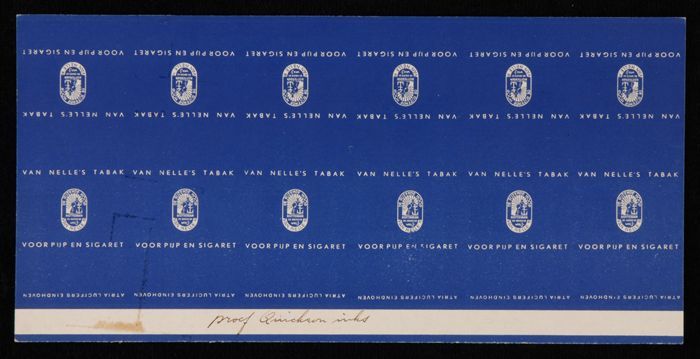 VOOR PIJP EN SIGARET VOOR PIJP EN SIGARET VOOR PIJP EN SIGARET VOOR PIJP EN SIGARET VOOR PIJP EN SIGARET VOOR PIJP EN SIGARET
VAN NELLE'S TABAK VAN NELLE'S TABAK VAN NELLE'S TABAK VAN NELLE'S TABAK VAN NELLE'S TABAK VAN NELLE'S TABAK
VAN NELLE'S TABAK VAN NELLE'S TABAK VAN NELLE'S TABAK VAN NELLE'S TABAK VAN NELLE'S TABAK VAN NELLE'S TABAK
VOOR PIJP EN SIGARET VOOR PIJP EN SIGARET VOOR PIJP EN SIGARET VOOR PIJP EN SIGARET VOOR PIJP EN SIGARET VOOR PIJP EN SIGARET
ATRIA LUCIFERS EINDHOVEN ATRIA LUCIFERS EINDHOVEN ATRIA LUCIFERS EINDHOVEN ATRIA LUCIFERS EINDHOVEN ATRIA LUCIFERS EINDHOVEN ATRIA LUCIFERS EINDHOVEN
proef inks